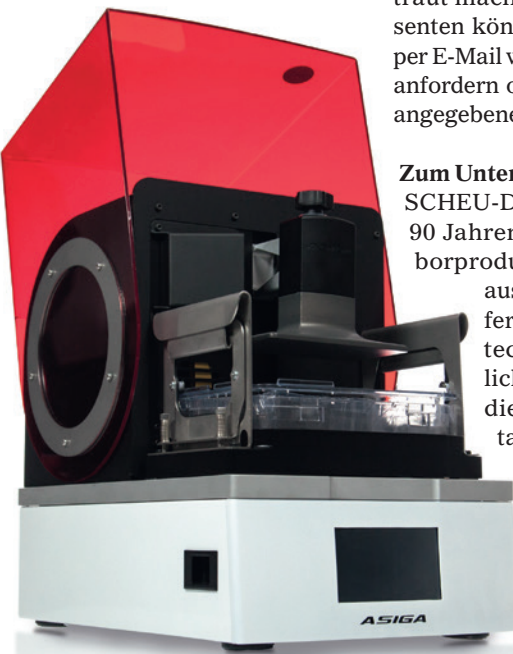 traut mach
senten kön
per E-Mail v
anfordern o
angegebene
Zum Unter
SCHEU-D
90 Jahren
borprodu
aus
fer
tec
lich
die
ta
ASIGA